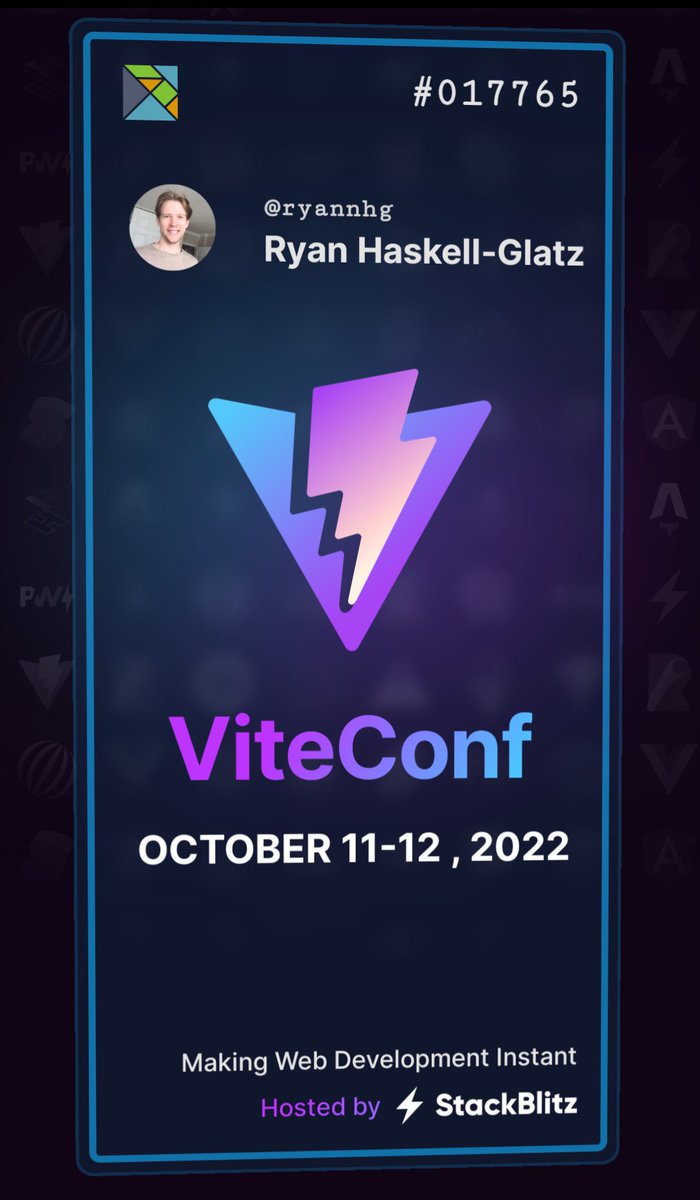 #017765
@ryannhg
Ryan Haskell-Glatz
ViteConf
OCTOBER 11-12 , 2022
Making Web Development Instant
Hosted by StackBlitz